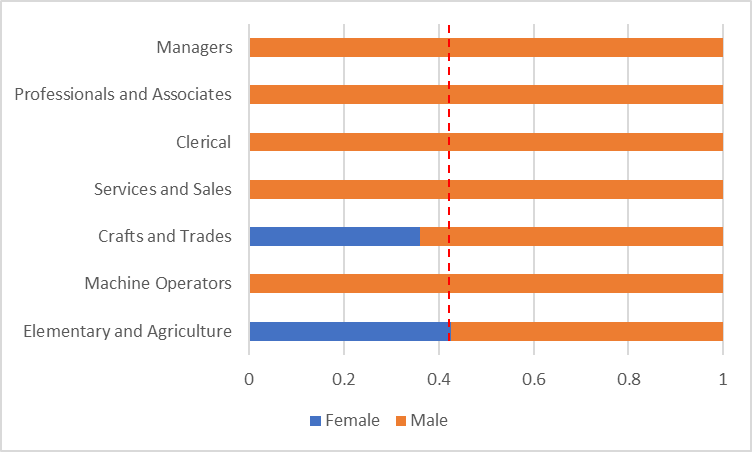 Managers
Professionals and Associates
Clerical
Services and Sales
Crafts and Trades
Machine Operators
Elementary and Agriculture
0 0.2 0.4 0.6 0.8 1
Female Male